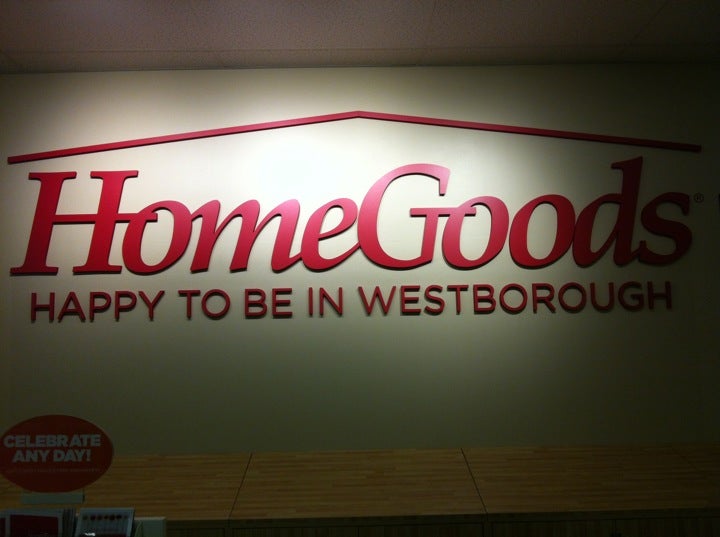 HomeGoods®
HAPPY TO BE IN WESTBOROUGH
CELEBRATE
ANY DAY!